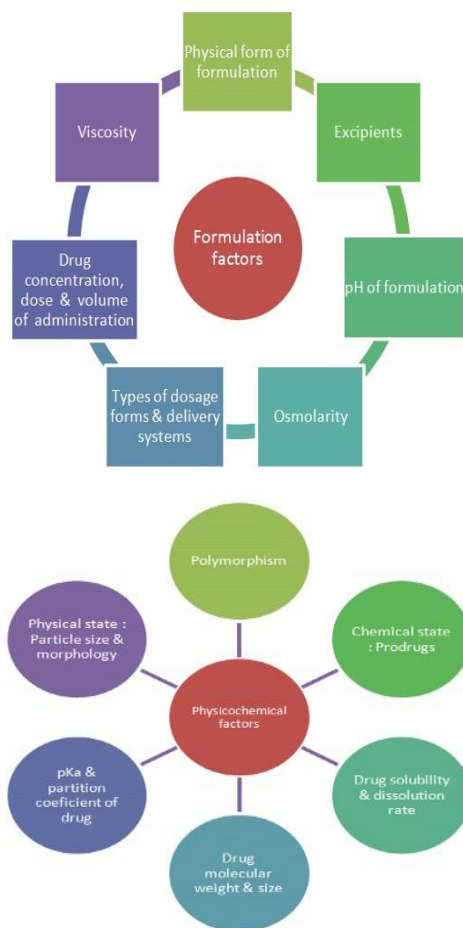 Physical form of
formulation
Excipients
pH of formulation
Osmolarity
Types of dosage
forms & delivery
systems
Drug
concentration,
dose & volume
of administration
Viscosity
Formulation
factors
Polymorphism
Chemical state
: Prodrugs
Drug solubility
& dissolution
rate
Drug
molecular
weight & size
pKa &
partition
coeficient of
drug
Physical state :
Particle size &
morphology
Physicochemical
factors